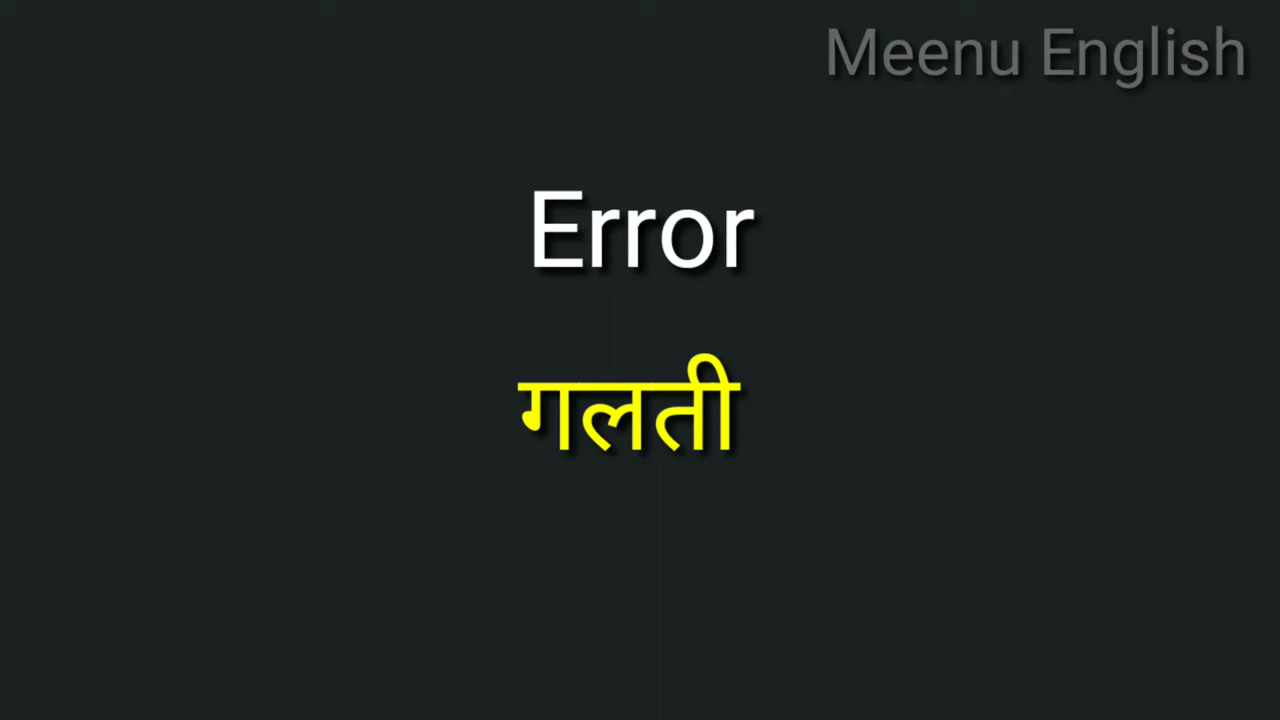 Meenu English
Error
गलती